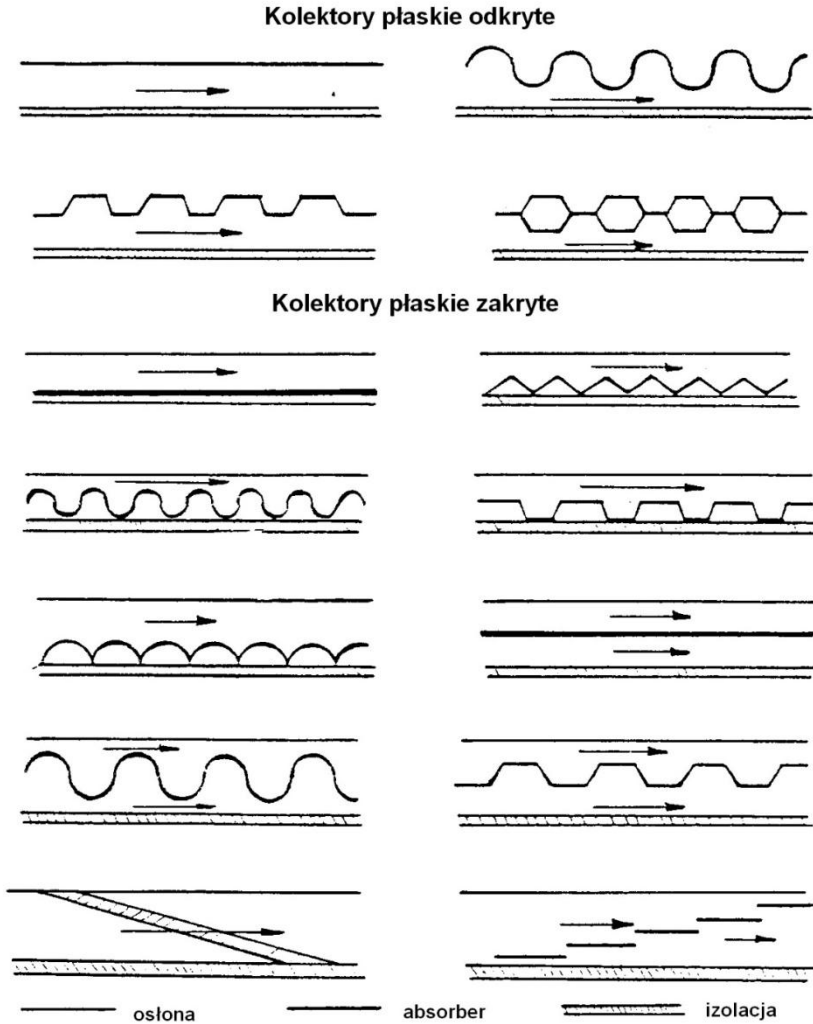 Kolektory płaskie odkryte
Kolektory płaskie zakryte
osłona absorber izolacja